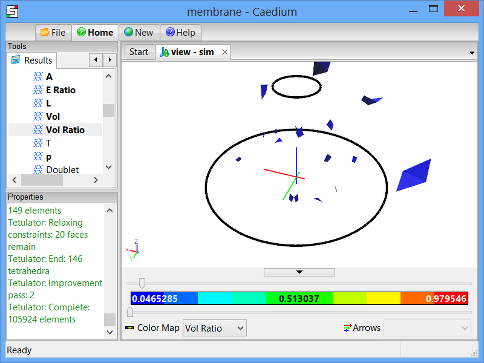 membrane - Caedium
File
Home
New
Help
Tools
Results
A
E Ratio
L
Vol
Vol Ratio
T
p
Doublet
Properties
149 elements
Tetulator: Relaxing
constraints: 20 faces
remain
Tetulator: End: 146
tetrahedra
Tetulator: Improvement
pass: 2
Tetulator: Complete:
105924 elements
Start
view - sim
0.0465285
0.513037
0.979546
Color Map
Vol Ratio
Arrows
Ready